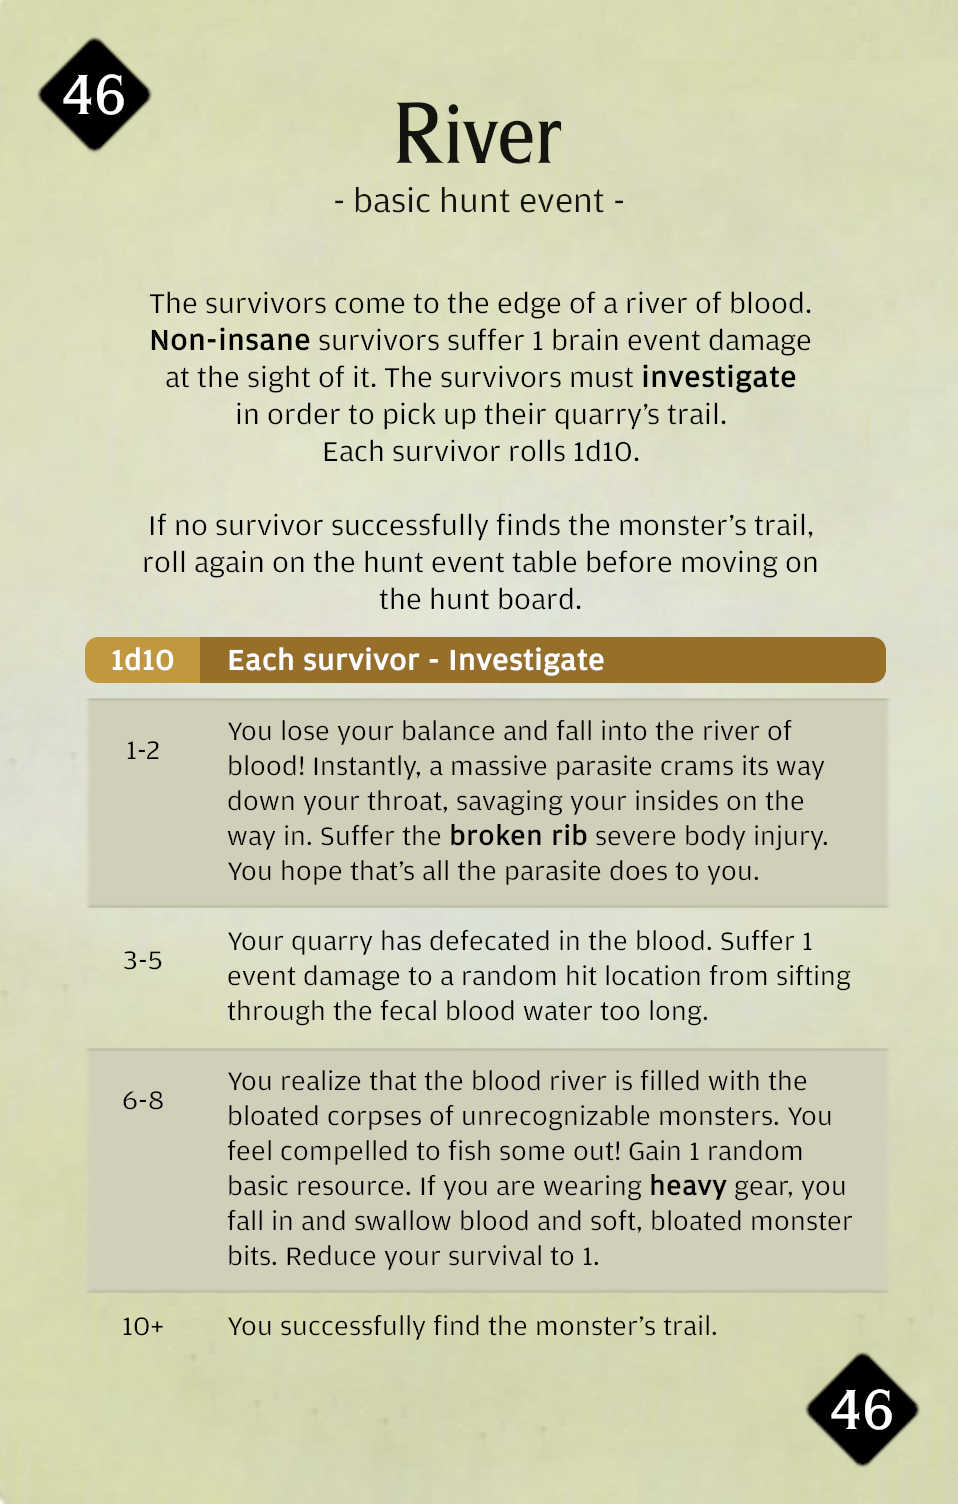 46
River
- basic hunt event -
The survivors come to the edge of a river of blood.
Non-insane survivors suffer 1 brain event damage
at the sight of it. The survivors must investigate
in order to pick up their quarry’s trail.
Each survivor rolls 1d10.
If no survivor successfully finds the monster’s trail,
roll again on the hunt event table before moving on
the hunt board.
1d10 Each survivor - Investigate
1-2 You lose your balance and fall into the river of
blood! Instantly, a massive parasite crams its way
down your throat, savaging your insides on the
way in. Suffer the broken rib severe body injury.
You hope that’s all the parasite does to you.
3-5 Your quarry has defecated in the blood. Suffer 1
event damage to a random hit location from sifting
through the fecal blood water too long.
6-8 You realize that the blood river is filled with the
bloated corpses of unrecognizable monsters. You
feel compelled to fish some out! Gain 1 random
basic resource. If you are wearing heavy gear, you
fall in and swallow blood and soft, bloated monster
bits. Reduce your survival to 1.
10+ You successfully find the monster’s trail.
46